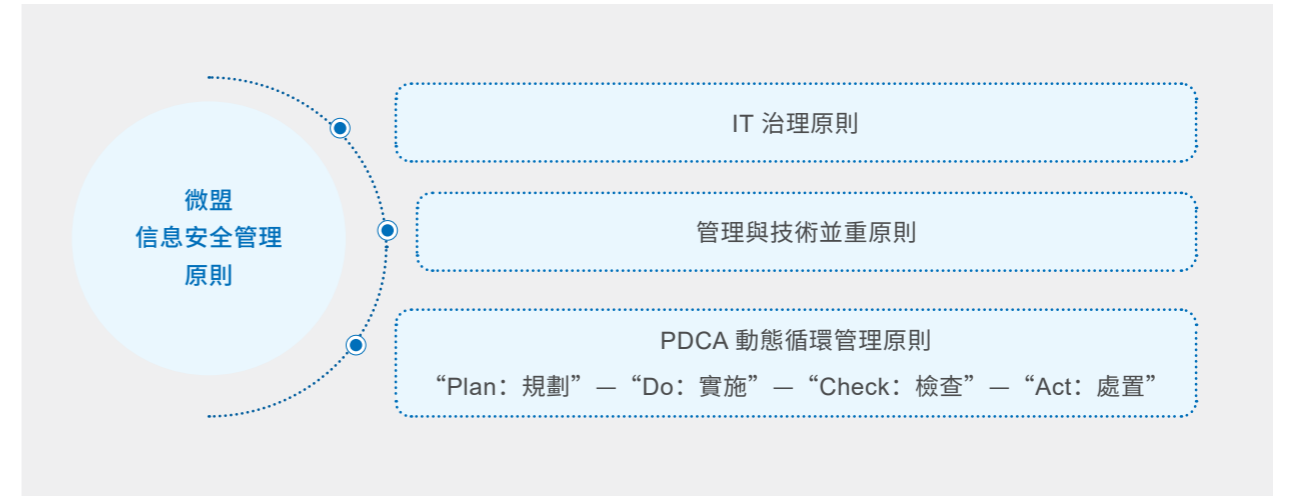 微盟
信息安全管理
原則
IT 治理原則
管理與技術並重原則
PDCA 動態循環管理原則
“Plan：規劃” — “Do：實施” — “Check：檢查” — “Act：處置”